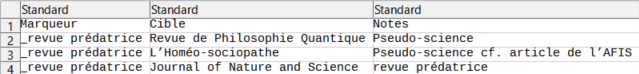 Standard Standard Standard
1 Marqueur Cible Notes
2 _revue prédatrice Revue de Philosophie Quantique Pseudo-science
3 _revue prédatrice L’Homéo-sociopathe Pseudo-science cf. article de l’AFIS
4 _revue prédatrice Journal of Nature and Science revue prédatrice